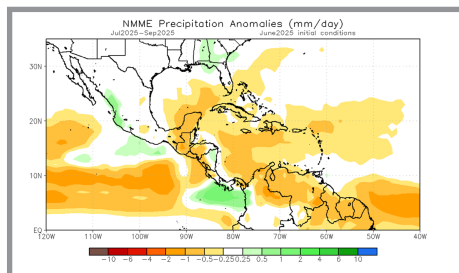 NMME Precipitation Anomalies (mm/day)
Jul2025-Sep2025 June2025 initial conditions
30N
20N
10N
EQ
120W 110W 100W 90W 80W 70W 60W 50W 40W
-10 -6 -4 -2 -1 -0.5 -0.25 0.25 0.5 1 2 4 10